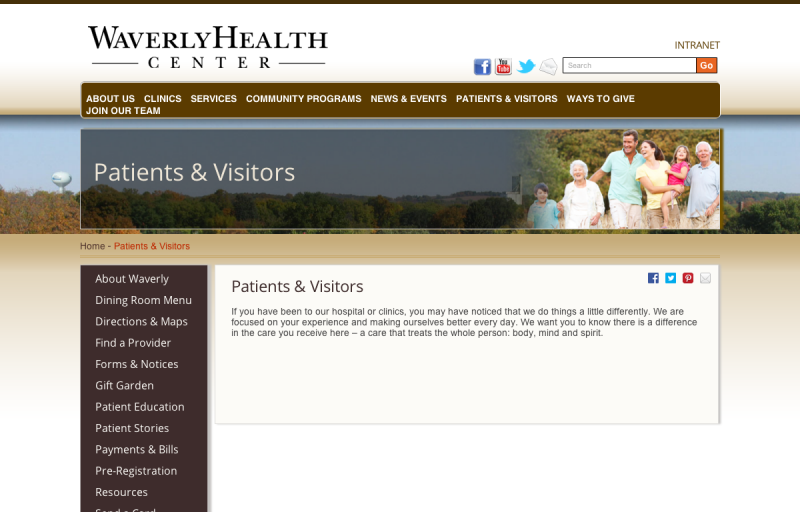 WAVERLYHEALTH
CENTER
INTRANET
You
Tube
Search
Go
ABOUT US CLINICS SERVICES COMMUNITY PROGRAMS NEWS & EVENTS PATIENTS & VISITORS WAYS TO GIVE
JOIN OUR TEAM
Patients & Visitors
Home - Patients & Visitors
About Waverly
Dining Room Menu
Directions & Maps
Find a Provider
Forms & Notices
Gift Garden
Patient Education
Patient Stories
Payments & Bills
Pre-Registration
Resources
Send a Card
Patients & Visitors
If you have been to our hospital or clinics, you may have noticed that we do things a little differently. We are
focused on your experience and making ourselves better every day. We want you to know there is a difference
in the care you receive here – a care that treats the whole person: body, mind and spirit.